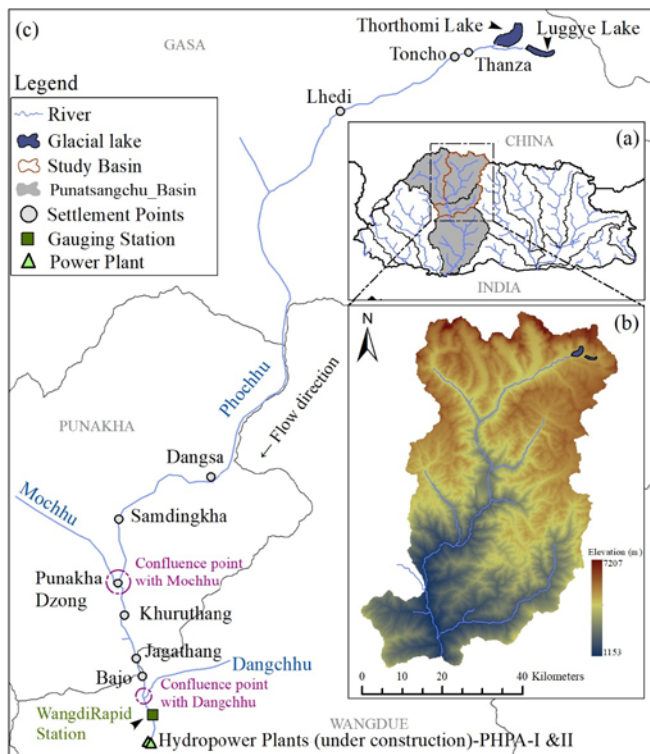 (c)
GASA
Thorthomi Lake
Luggye Lake
Toncho
Thanza
Lhedi
Legend
River
Glacial lake
Study Basin
Punatsangchu_Basin
Settlement Points
Gauging Station
Power Plant
CHINA
(a)
INDIA
N
(b)
Elevation (m)
7207
1153
0 10 20 40 Kilometers
Phochhu
← Flow direction
PUNAKHA
Dangsa
Mochhu
Samdingkha
Confluence point
with Mochhu
Punakha
Dzong
Khuruthang
Jagathang
Bajo
Dangchhu
Confluence point
with Dangchhu
WangdiRapid
Station
WANGDUE
Hydropower Plants (under construction)-PHPA-I &II